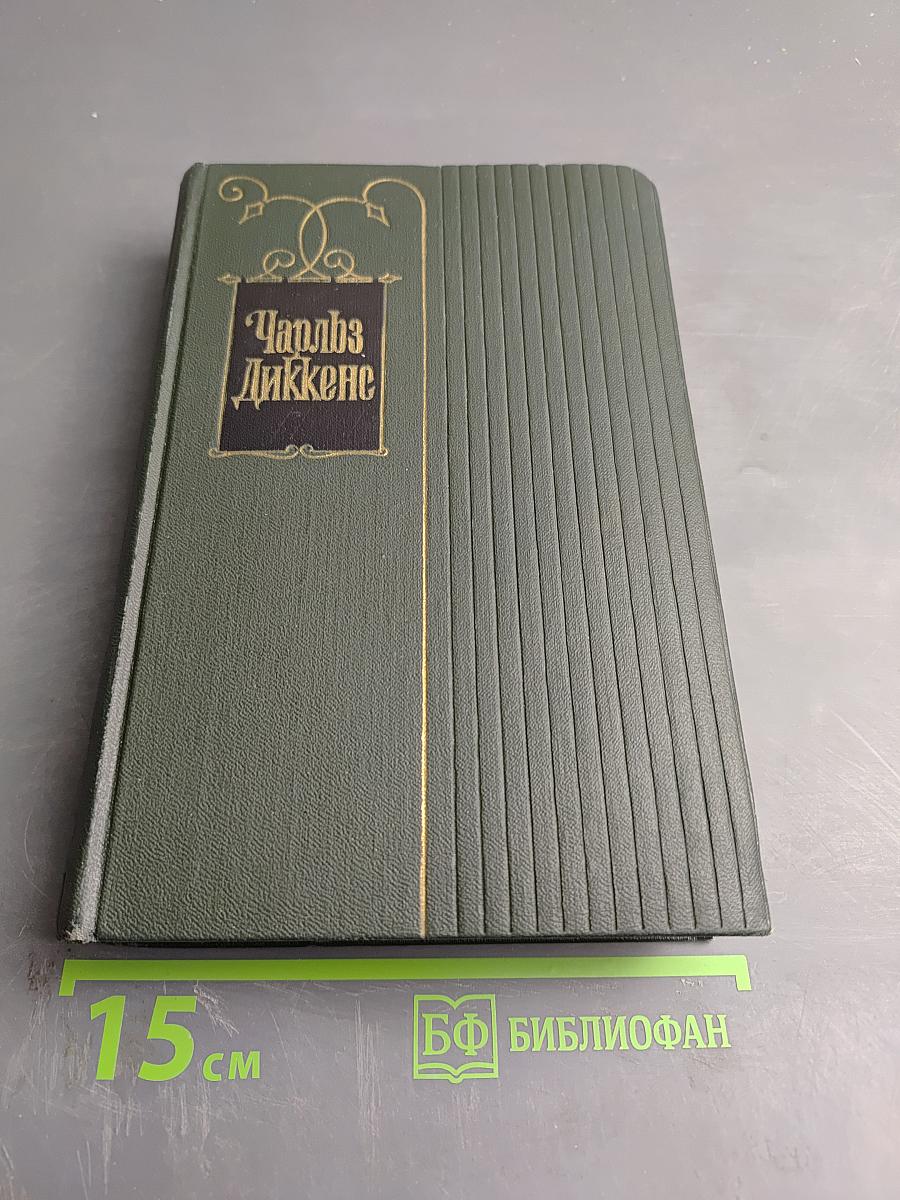 Чарльз
Диккенс
15 см
БФ БИБЛИОФАН